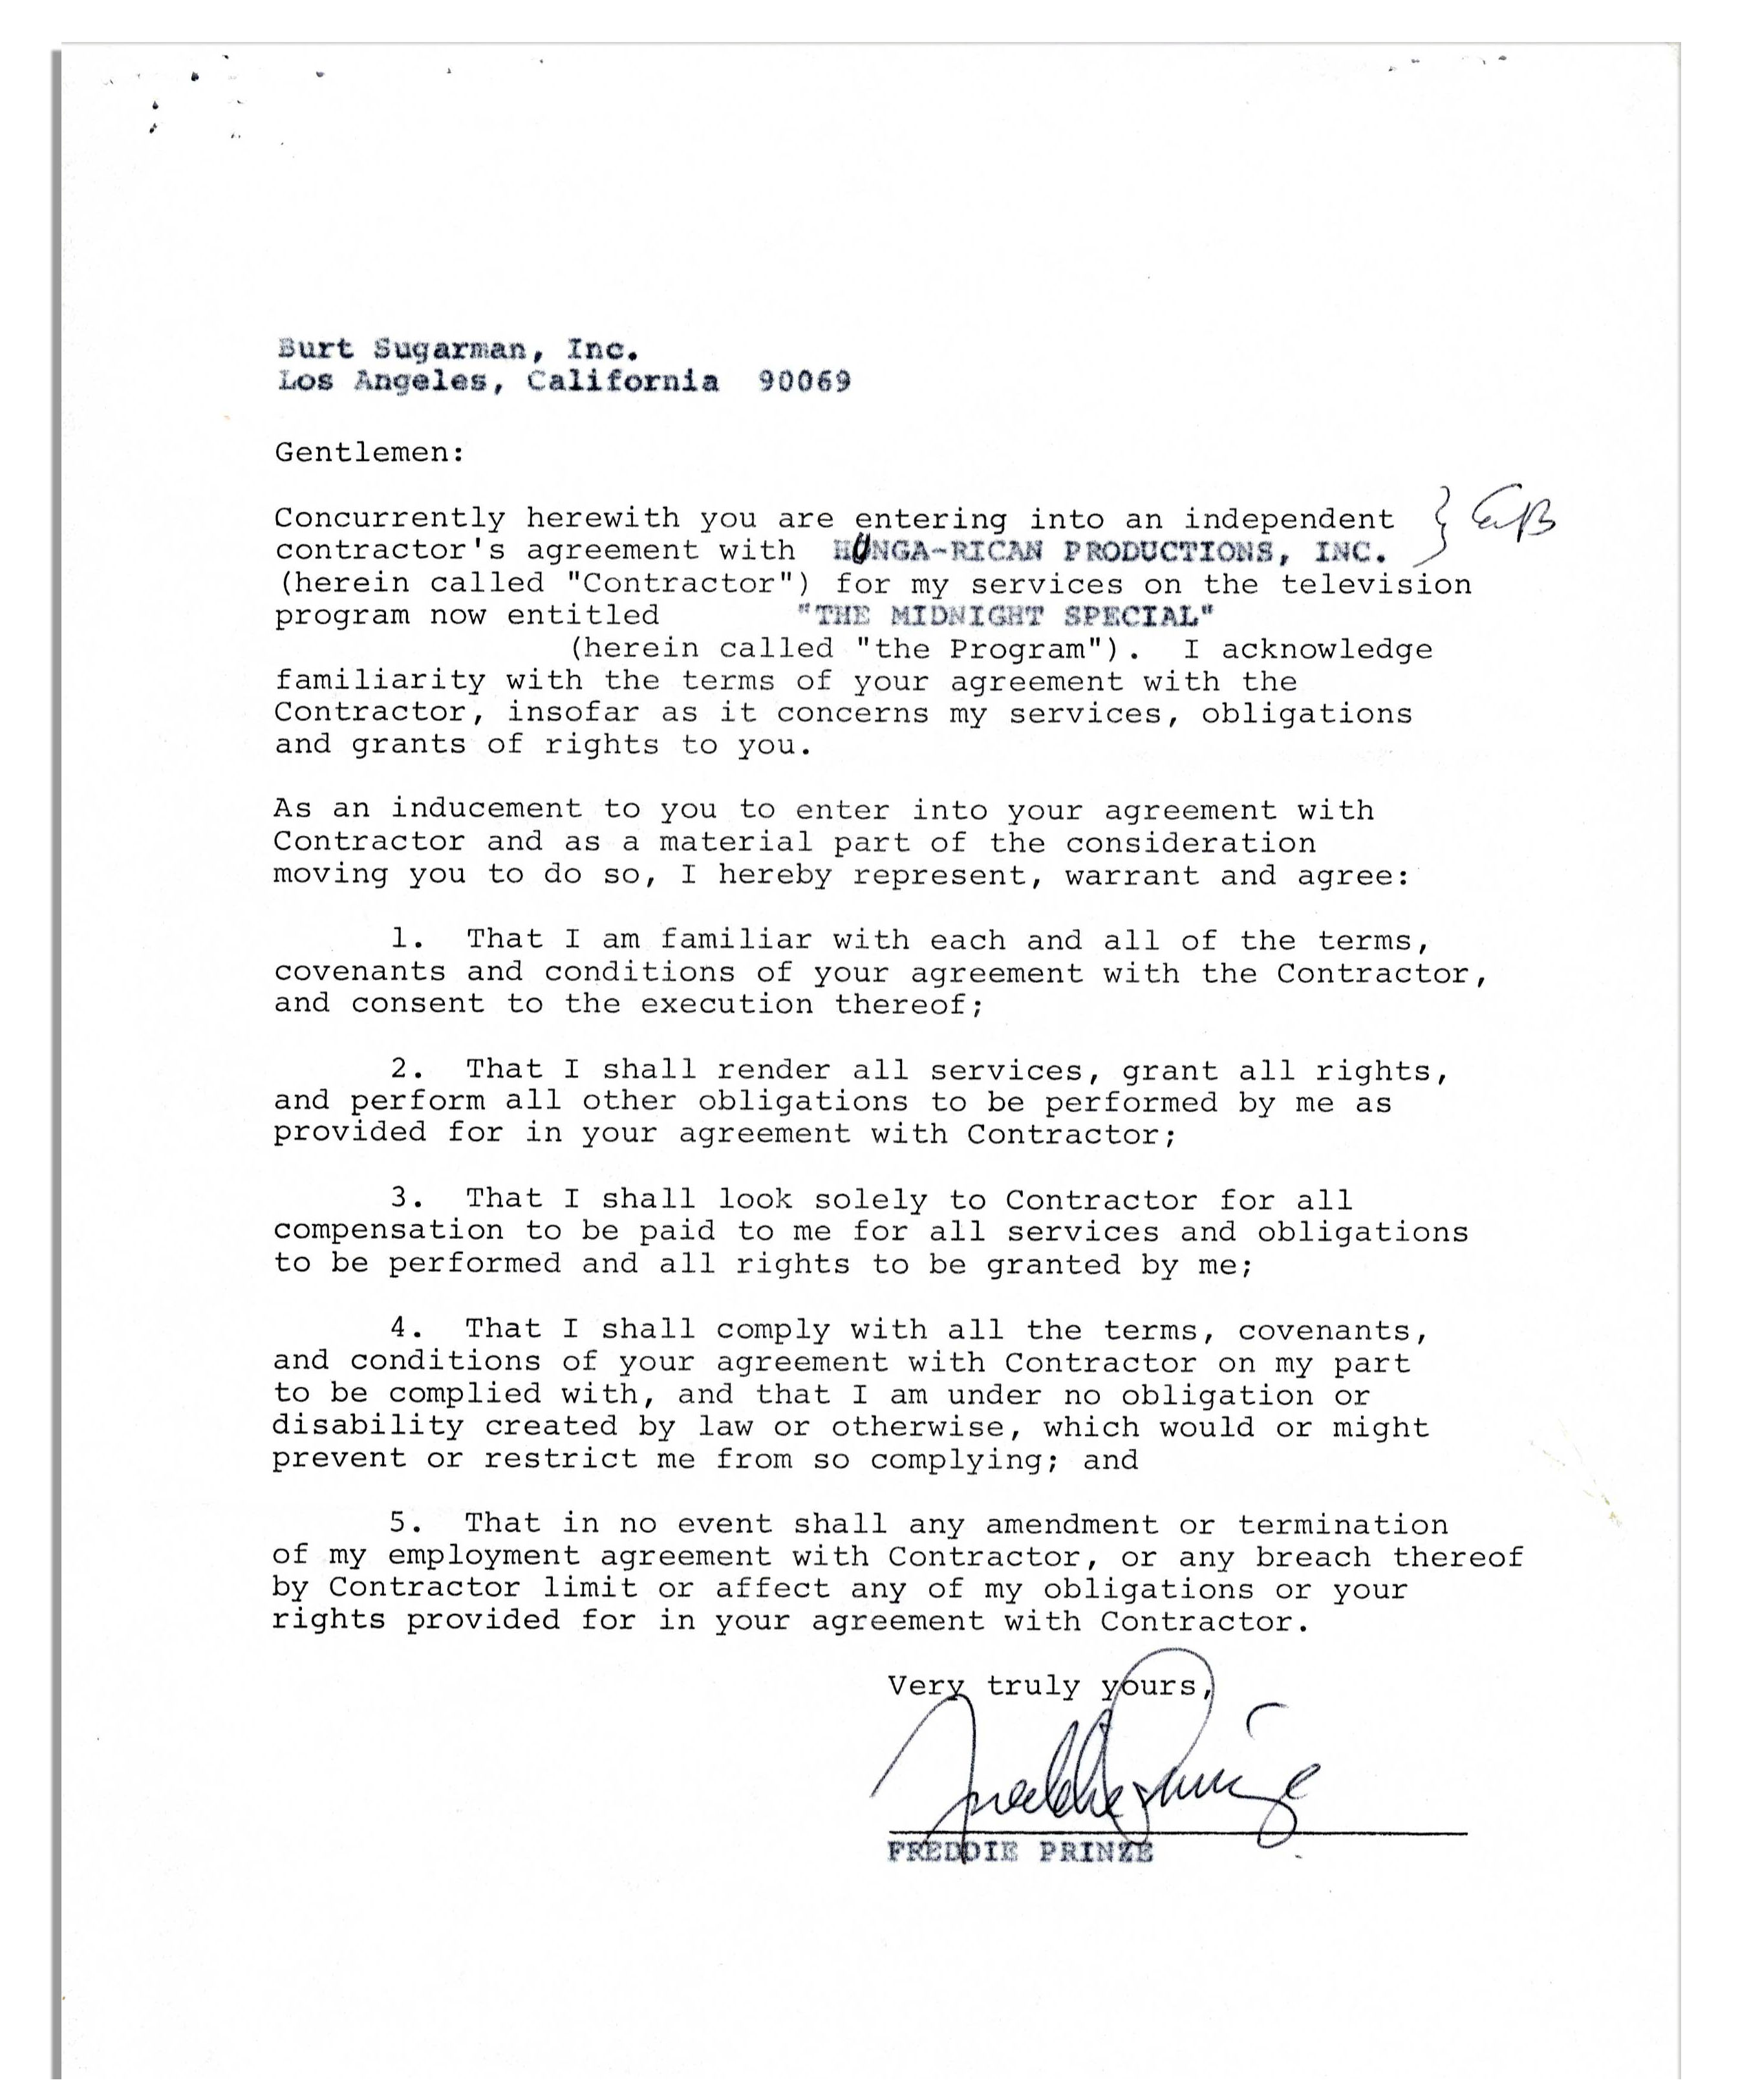 Burt Sugarman, Inc.
Los Angeles, California  90069
Gentlemen:
Concurrently herewith you are entering into an independent
contractor's agreement with HUNGA-RICAN PRODUCTIONS, INC.
(herein called "Contractor") for my services on the television
program now entitled "THE MIDNIGHT SPECIAL"
(herein called "the Program"). I acknowledge
familiarity with the terms of your agreement with the
Contractor, insofar as it concerns my services, obligations
and grants of rights to you.
As an inducement to you to enter into your agreement with
Contractor and as a material part of the consideration
moving you to do so, I hereby represent, warrant and agree:
1. That I am familiar with each and all of the terms,
covenants and conditions of your agreement with the Contractor,
and consent to the execution thereof;
2. That I shall render all services, grant all rights,
and perform all other obligations to be performed by me as
provided for in your agreement with Contractor;
3. That I shall look solely to Contractor for all
compensation to be paid to me for all services and obligations
to be performed and all rights to be granted by me;
4. That I shall comply with all the terms, covenants,
and conditions of your agreement with Contractor on my part
to be complied with, and that I am under no obligation or
disability created by law or otherwise, which would or might
prevent or restrict me from so complying; and
5. That in no event shall any amendment or termination
of my employment agreement with Contractor, or any breach thereof
by Contractor limit or affect any of my obligations or your
rights provided for in your agreement with Contractor.
Very truly yours,
Freddie Prinze
FREDDIE PRINZE